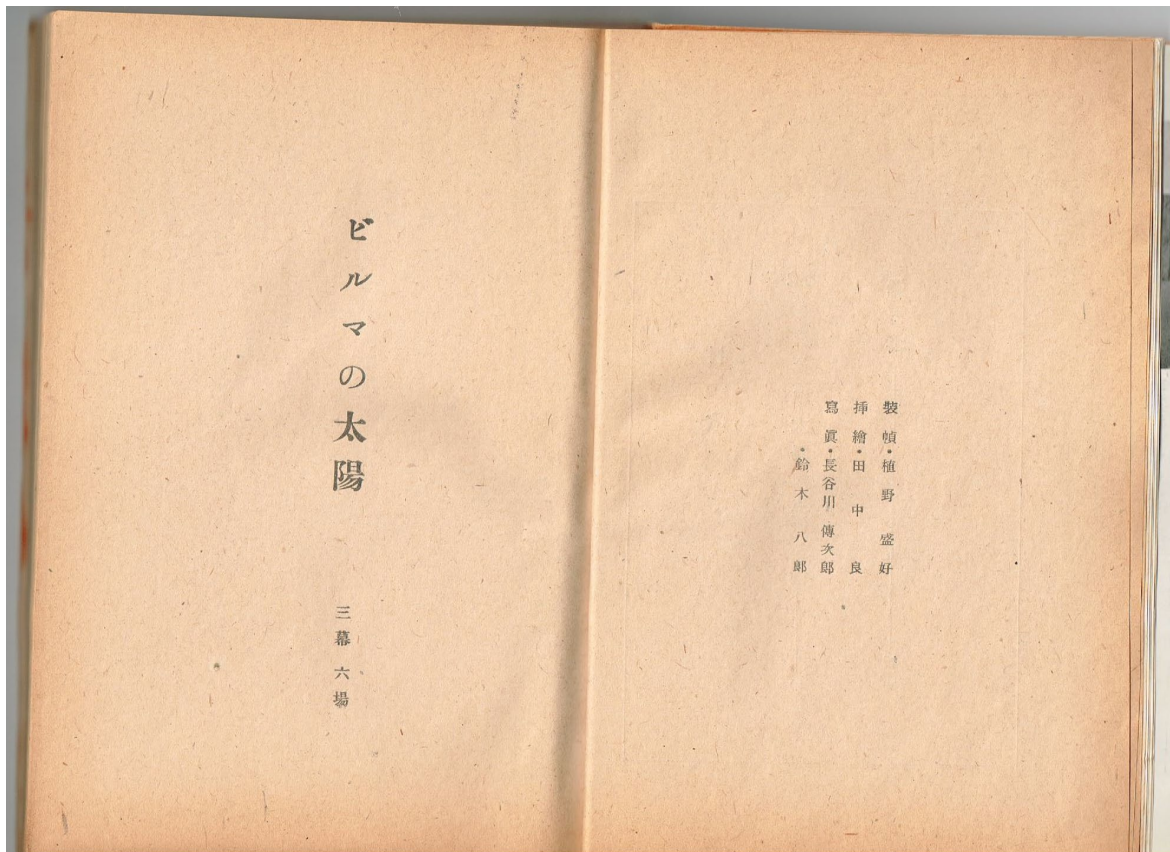 裝幀・植野盛好
挿繪・田中良
寫眞・長谷川傳次郎
・鈴木八郎
ビルマの太陽
三幕六場